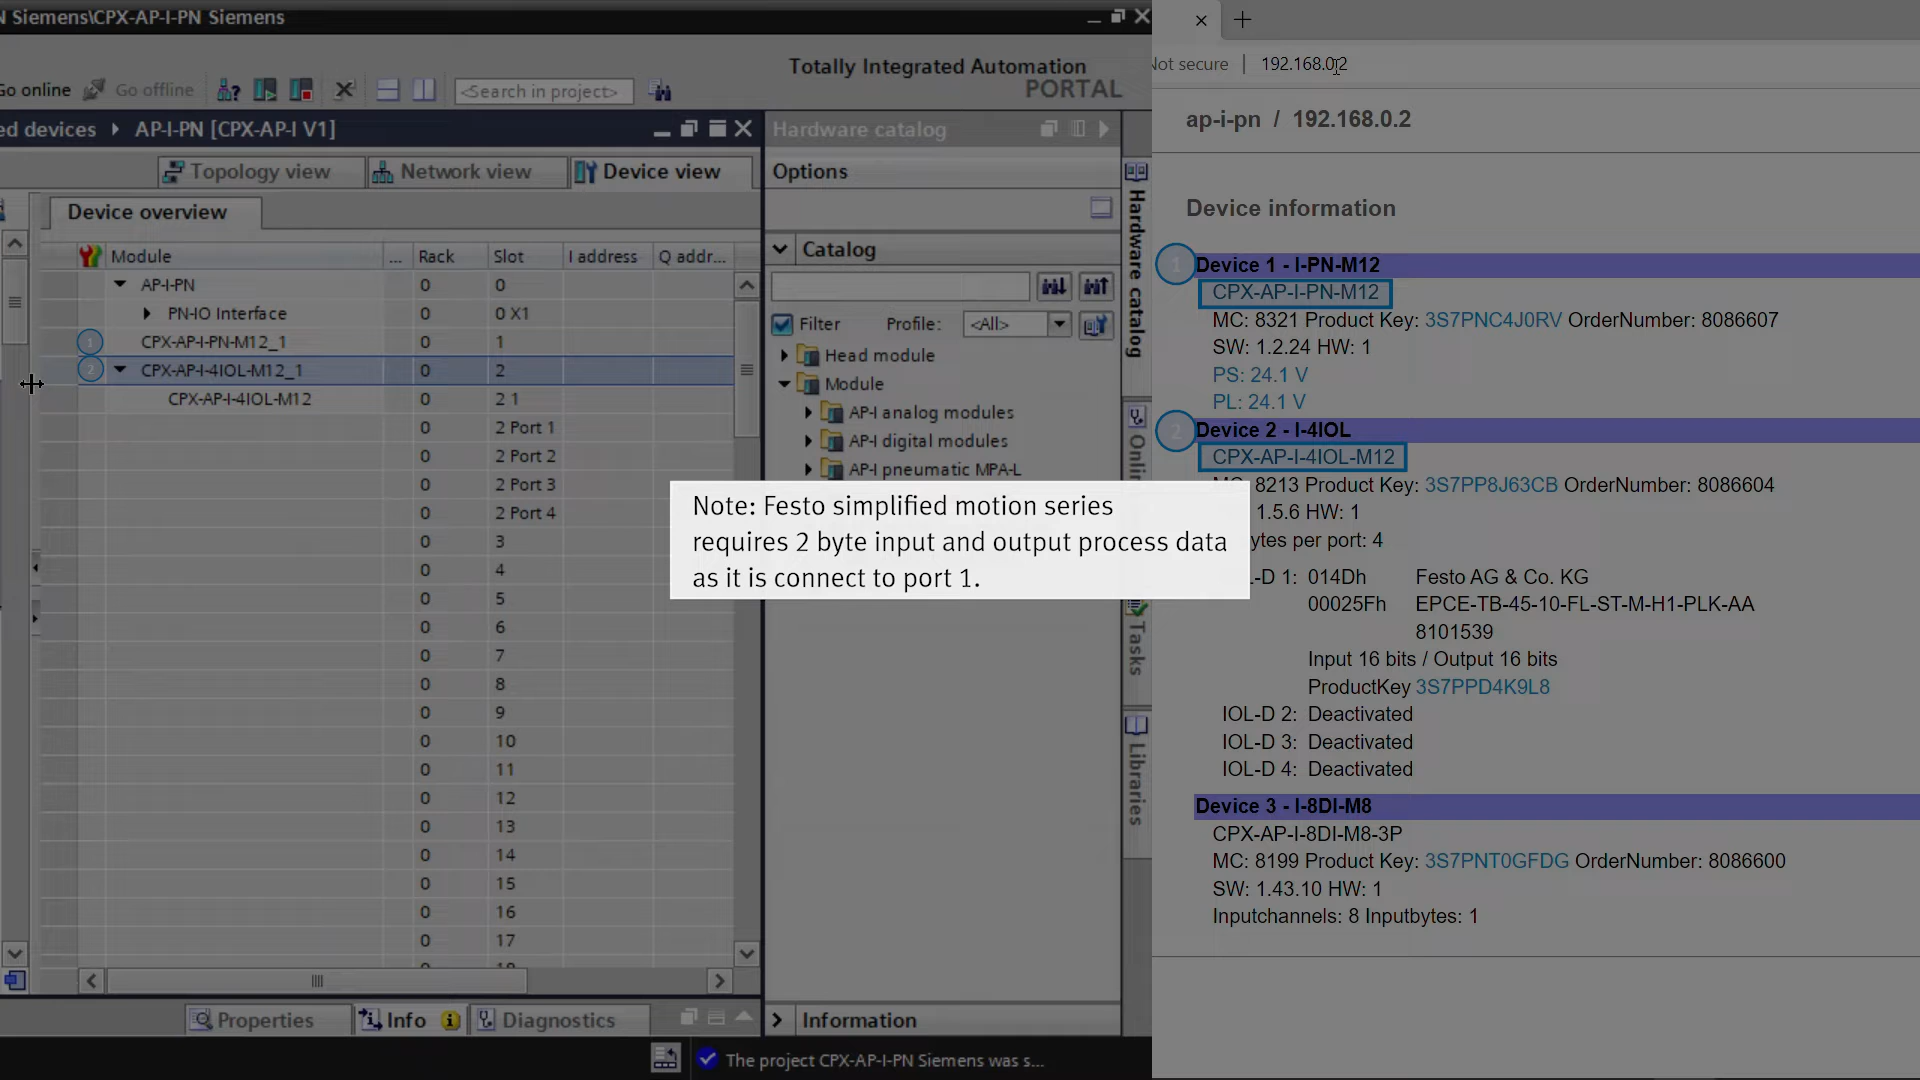 N Siemens\CPX-AP-I-PN Siemens
Totally Integrated Automation
PORTAL
Go online
Go offline
<Search in project>
ed devices ▸ AP-I-PN [CPX-AP-I V1]
Topology view
Network view
Device view
Device overview
Module ... Rack Slot I address Q addr...
AP-I-PN 0 0
PN-IO Interface 0 0 X1
1 CPX-AP-I-PN-M12_1 0 1
2 CPX-AP-I-4IOL-M12_1 0 2
CPX-AP-I-4IOL-M12 0 2 1
0 2 Port 1
0 2 Port 2
0 2 Port 3
0 2 Port 4
0 3
0 4
0 5
0 6
0 7
0 8
0 9
0 10
0 11
0 12
0 13
0 14
0 15
0 16
0 17
Properties
Info
Diagnostics
The project CPX-AP-I-PN Siemens was s...
Hardware catalog
Options
Catalog
Filter Profile: <All>
Head module
Module
AP-I analog modules
AP-I digital modules
AP-I pneumatic MPA-L
Information
Hardware catalog
Onlin
Tasks
Libraries
Note: Festo simplified motion series
requires 2 byte input and output process data
as it is connect to port 1.
Not secure 192.168.0.2
ap-i-pn / 192.168.0.2
Device information
1 Device 1 - I-PN-M12
CPX-AP-I-PN-M12
MC: 8321 Product Key: 3S7PNC4J0RV OrderNumber: 8086607
SW: 1.2.24 HW: 1
PS: 24.1 V
PL: 24.1 V
2 Device 2 - I-4IOL
CPX-AP-I-4IOL-M12
MC: 8213 Product Key: 3S7PP8J63CB OrderNumber: 8086604
1.5.6 HW: 1
ytes per port: 4
-D 1: 014Dh Festo AG & Co. KG
00025Fh EPCE-TB-45-10-FL-ST-M-H1-PLK-AA
8101539
Input 16 bits / Output 16 bits
ProductKey 3S7PPD4K9L8
IOL-D 2: Deactivated
IOL-D 3: Deactivated
IOL-D 4: Deactivated
Device 3 - I-8DI-M8
CPX-AP-I-8DI-M8-3P
MC: 8199 Product Key: 3S7PNT0GFDG OrderNumber: 8086600
SW: 1.43.10 HW: 1
Inputchannels: 8 Inputbytes: 1